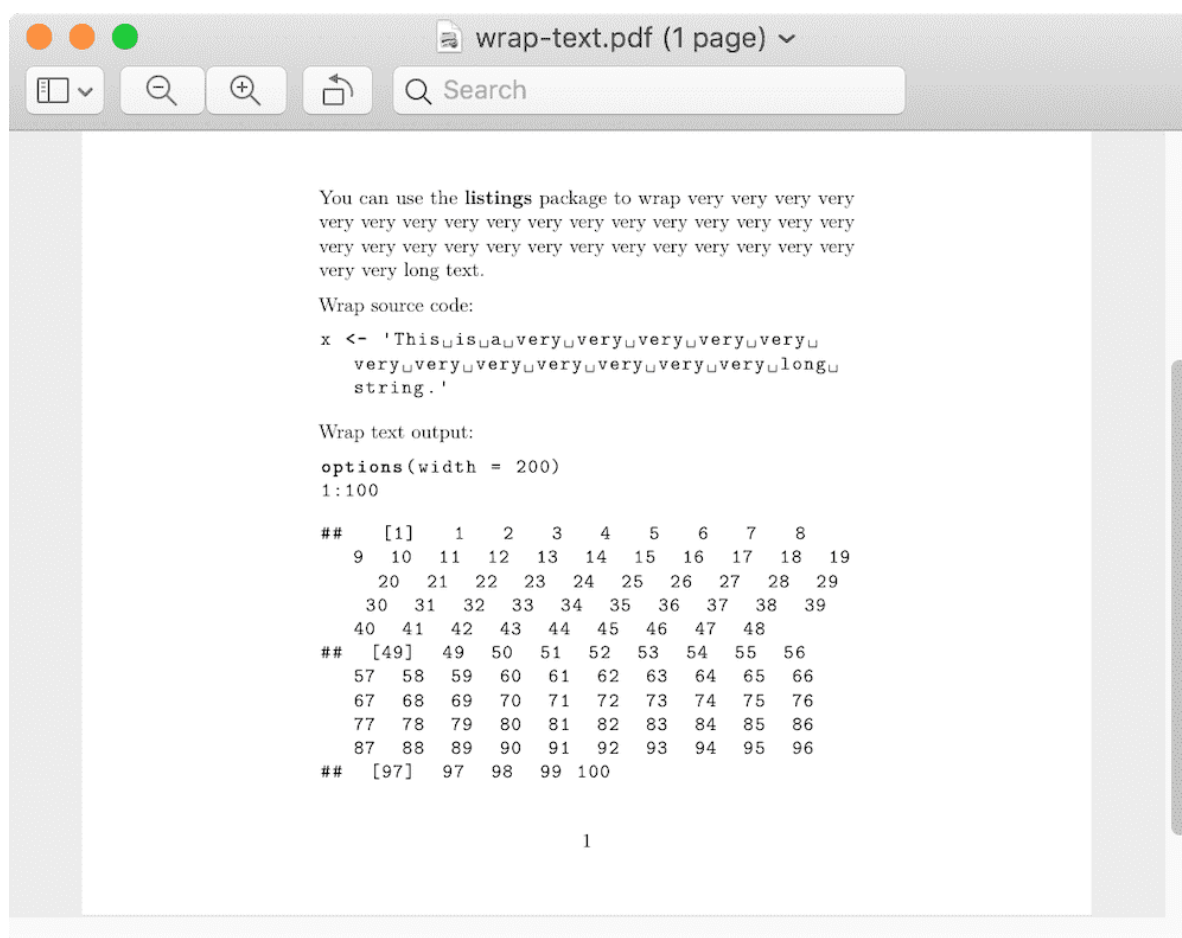 wrap-text.pdf (1 page)
Search
You can use the listings package to wrap very very very very
very very very very very very very very very very very very very
very very very very very very very very very very very very very
very very long text.
Wrap source code:
x <- 'This␣is␣a␣very␣very␣very␣very␣very␣
very␣very␣very␣very␣very␣very␣very␣long␣
string.'
Wrap text output:
options(width = 200)
1:100
## [1] 1 2 3 4 5 6 7 8
9 10 11 12 13 14 15 16 17 18 19
20 21 22 23 24 25 26 27 28 29
30 31 32 33 34 35 36 37 38 39
40 41 42 43 44 45 46 47 48
## [49] 49 50 51 52 53 54 55 56
57 58 59 60 61 62 63 64 65 66
67 68 69 70 71 72 73 74 75 76
77 78 79 80 81 82 83 84 85 86
87 88 89 90 91 92 93 94 95 96
## [97] 97 98 99 100
1